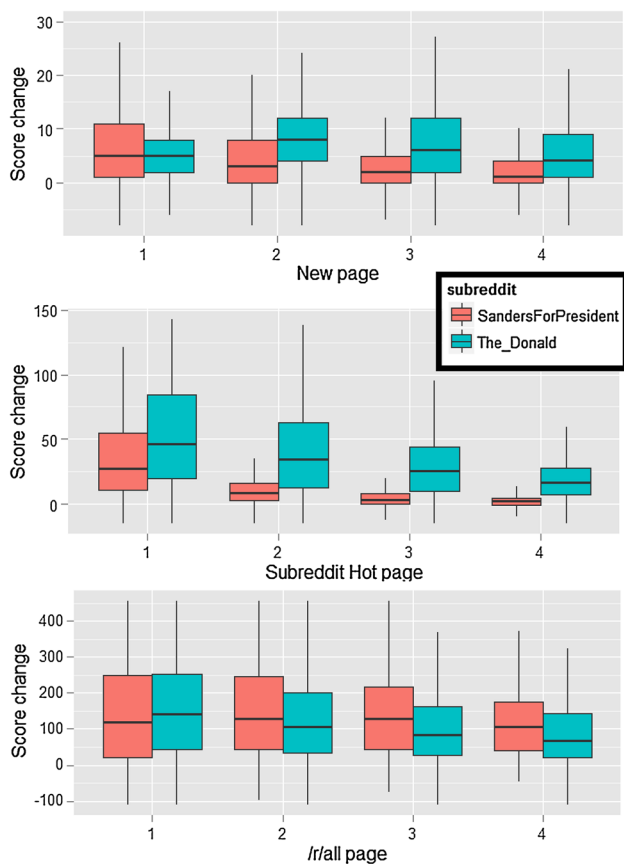 30
20
10
0
Score change
1 2 3 4
New page
subreddit
SandersForPresident
The_Donald
150
100
50
0
Score change
1 2 3 4
Subreddit Hot page
400
300
200
100
0
-100
Score change
1 2 3 4
/r/all page